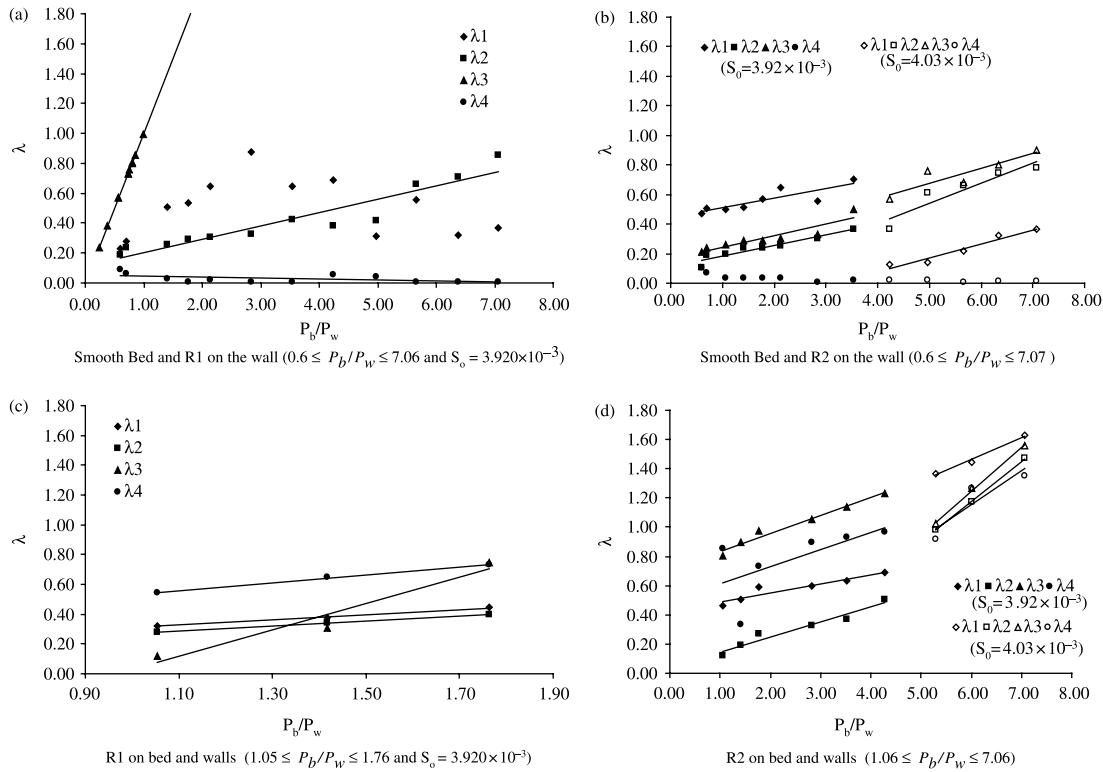 (a)
1.80
1.60
1.40
1.20
1.00
0.80
0.60
0.40
0.20
0.00
λ
λ1
λ2
λ3
λ4
0.00 1.00 2.00 3.00 4.00 5.00 6.00 7.00 8.00
Pb/Pw
Smooth Bed and R1 on the wall (0.6 ≤ Pb/PW ≤ 7.06 and So = 3.920×10⁻³)
(b)
1.80
1.60
1.40
1.20
1.00
0.80
0.60
0.40
0.20
0.00
λ
λ1 λ2 λ3 λ4
(S0=3.92×10⁻³)
λ1 λ2 λ3 λ4
(S0=4.03×10⁻³)
0.00 1.00 2.00 3.00 4.00 5.00 6.00 7.00 8.00
Pb/Pw
Smooth Bed and R2 on the wall (0.6 ≤ Pb/PW ≤ 7.07 )
(c)
1.80
1.60
1.40
1.20
1.00
0.80
0.60
0.40
0.20
0.00
λ
λ1
λ2
λ3
λ4
0.90 1.10 1.30 1.50 1.70 1.90
Pb/Pw
R1 on bed and walls (1.05 ≤ Pb/PW ≤ 1.76 and So = 3.920×10⁻³)
(d)
1.80
1.60
1.40
1.20
1.00
0.80
0.60
0.40
0.20
0.00
λ
λ1 λ2 λ3 λ4
(S0=3.92×10⁻³)
λ1 λ2 λ3 λ4
(S0=4.03×10⁻³)
0.00 1.00 2.00 3.00 4.00 5.00 6.00 7.00 8.00
Pb/Pw
R2 on bed and walls (1.06 ≤ Pb/PW ≤ 7.06)